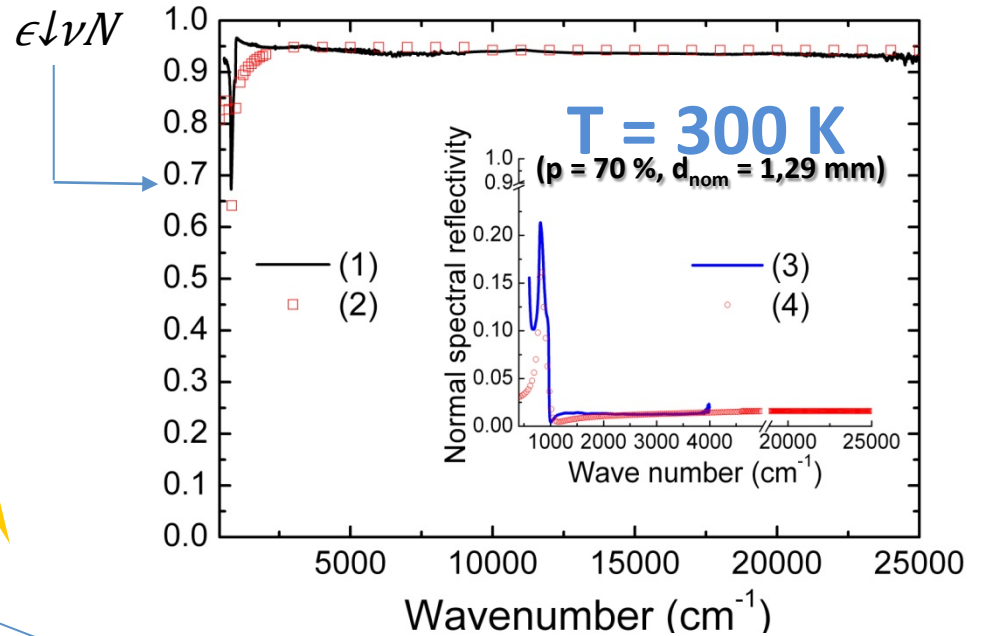 ϵ↓νN
1.0
0.9
0.8
0.7
0.6
0.5
0.4
0.3
0.2
0.1
0.0
T = 300 K
(p = 70 %, dnom = 1,29 mm)
(1)
(2)
Normal spectral reflectivity
1.0
0.9
0.20
0.15
0.10
0.05
0.00
(3)
(4)
1000 2000 3000 4000 20000 25000
Wave number (cm⁻¹)
5000 10000 15000 20000 25000
Wavenumber (cm⁻¹)